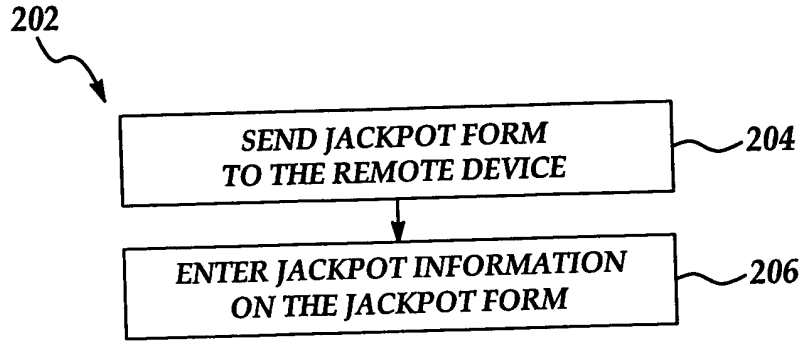 202
SEND JACKPOT FORM
TO THE REMOTE DEVICE
204
ENTER JACKPOT INFORMATION
ON THE JACKPOT FORM
206